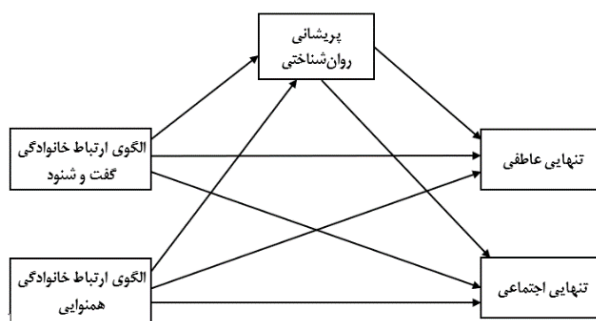 پریشانی
روان‌شناختی
الگوی ارتباط خانوادگی
گفت و شنود
تنهایی عاطفی
الگوی ارتباط خانوادگی
همنوایی
تنهایی اجتماعی